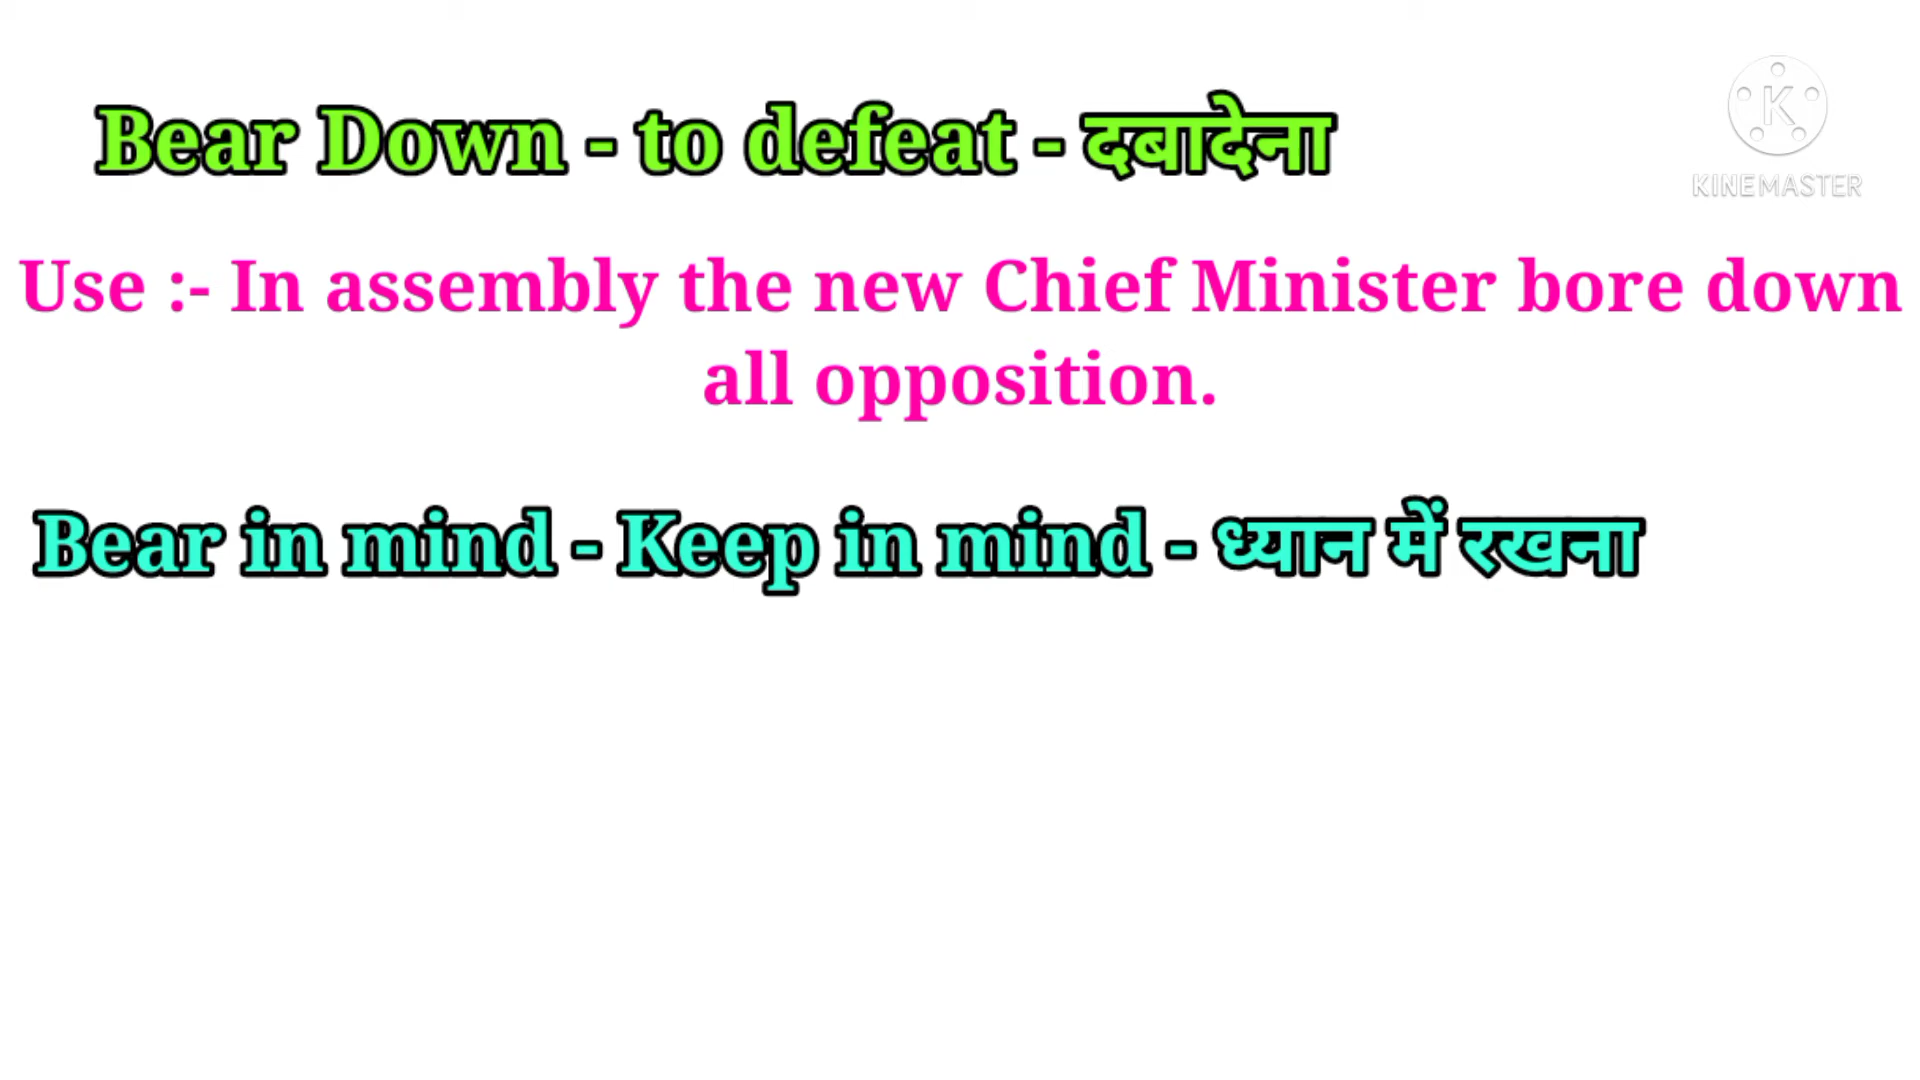 Bear Down - to defeat - दबादेना
KINEMASTER
Use :- In assembly the new Chief Minister bore down
all opposition.
Bear in mind - Keep in mind - ध्यान में रखना